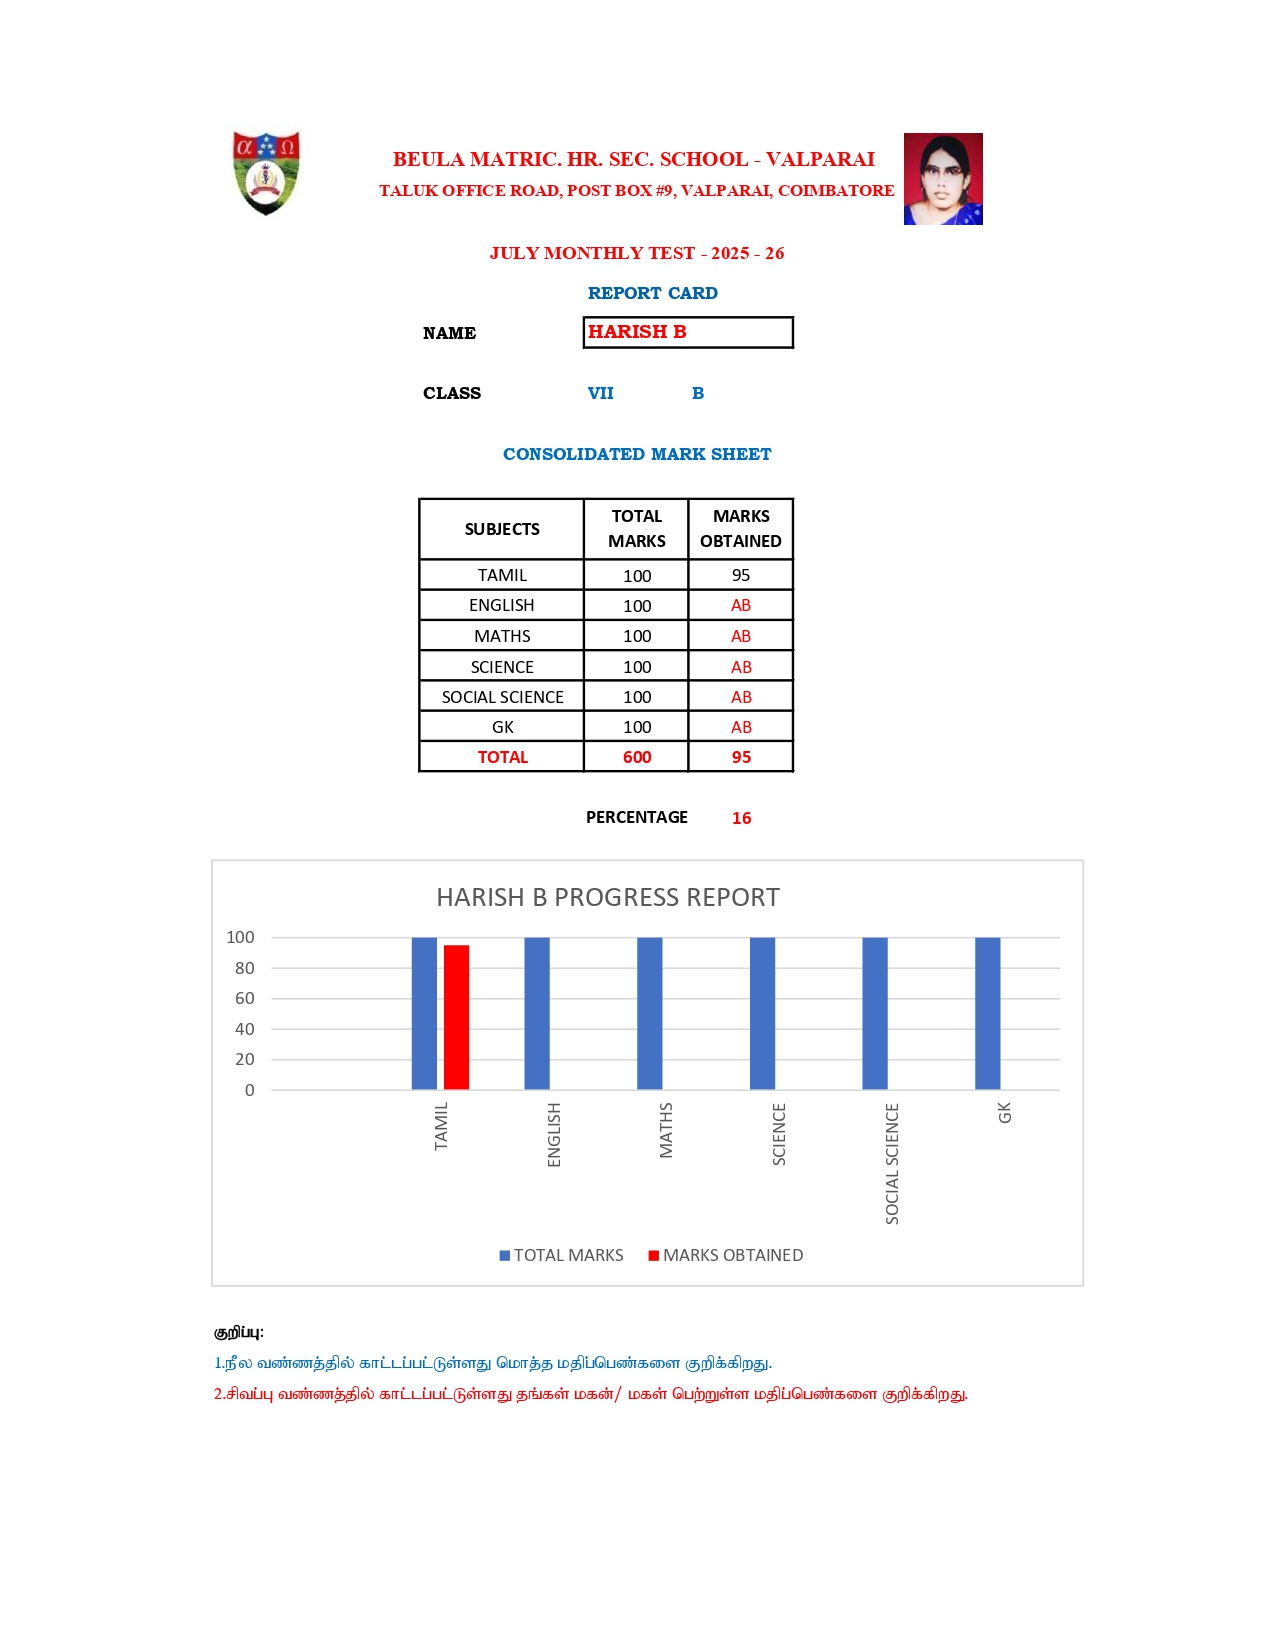 α Ω
BEULA MATRIC. HR. SEC. SCHOOL - VALPARAI
TALUK OFFICE ROAD, POST BOX #9, VALPARAI, COIMBATORE
JULY MONTHLY TEST - 2025 - 26
REPORT CARD
NAME HARISH B
CLASS VII B
CONSOLIDATED MARK SHEET
SUBJECTS TOTAL MARKS MARKS OBTAINED
TAMIL 100 95
ENGLISH 100 AB
MATHS 100 AB
SCIENCE 100 AB
SOCIAL SCIENCE 100 AB
GK 100 AB
TOTAL 600 95
PERCENTAGE 16
HARISH B PROGRESS REPORT
100
80
60
40
20
0
TAMIL ENGLISH MATHS SCIENCE SOCIAL SCIENCE GK
TOTAL MARKS MARKS OBTAINED
குறிப்பு:
1.நீல வண்ணத்தில் காட்டப்பட்டுள்ளது மொத்த மதிப்பெண்களை குறிக்கிறது.
2.சிவப்பு வண்ணத்தில் காட்டப்பட்டுள்ளது தங்கள் மகன்/ மகள் பெற்றுள்ள மதிப்பெண்களை குறிக்கிறது.